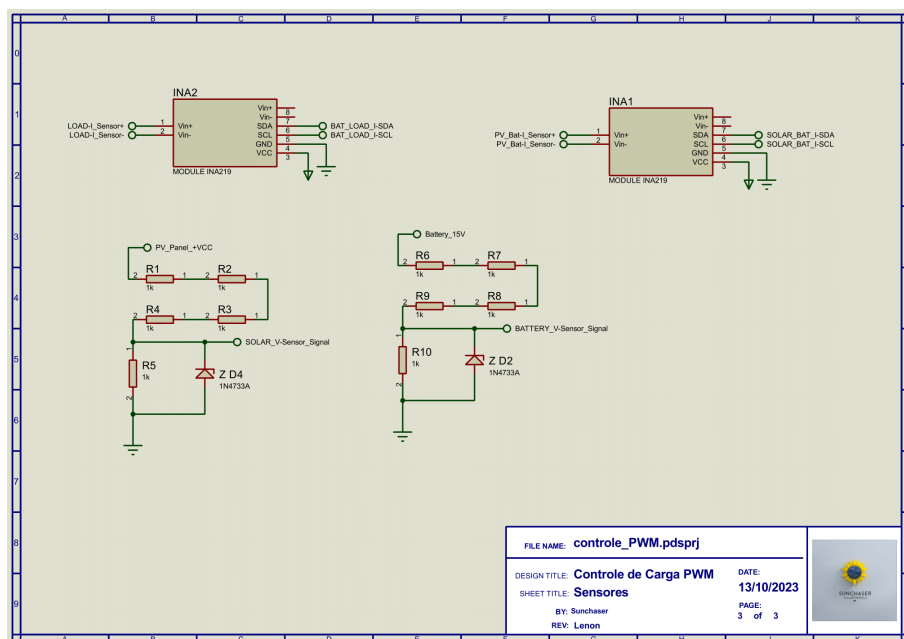 A B C D E F G H J K
0
1
2
3
4
5
6
7
8
9
INA2
LOAD-I_Sensor+
LOAD-I_Sensor-
1
2
Vin+
Vin-
Vin+
Vin-
SDA
SCL
GND
VCC
8
7
6
5
4
3
BAT_LOAD_I-SDA
BAT_LOAD_I-SCL
MODULE INA219
INA1
PV_Bat-I_Sensor+
PV_Bat-I_Sensor-
1
2
Vin+
Vin-
Vin+
Vin-
SDA
SCL
GND
VCC
8
7
6
5
4
3
SOLAR_BAT_I-SDA
SOLAR_BAT_I-SCL
MODULE INA219
PV_Panel_+VCC
R1
2 1
1k
R2
2 1
1k
R4
2 1
1k
R3
2 1
1k
SOLAR_V-Sensor_Signal
1
R5
1k
2
Z D4
1N4733A
Battery_15V
R6
2 1
1k
R7
2 1
1k
R9
2 1
1k
R8
2 1
1k
BATTERY_V-Sensor_Signal
1
R10
1k
2
Z D2
1N4733A
FILE NAME: controle_PWM.pdsprj
DESIGN TITLE: Controle de Carga PWM
SHEET TITLE: Sensores
BY: Sunchaser
REV: Lenon
DATE:
13/10/2023
PAGE:
3 of 3
SUNCHASER
A B C D E F G H J K